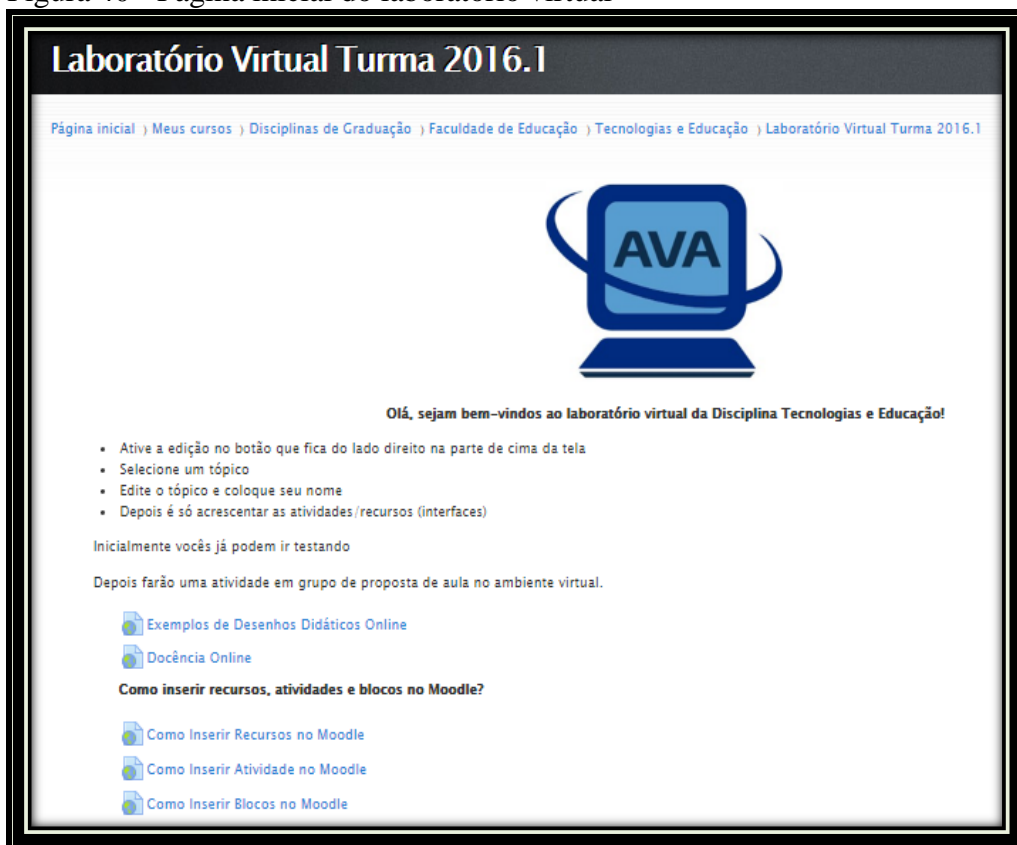 Figura 40 - Página inicial do laboratório virtual
Laboratório Virtual Turma 2016.1
Página inicial ) Meus cursos ) Disciplinas de Graduação ) Faculdade de Educação ) Tecnologias e Educação ) Laboratório Virtual Turma 2016.1
AVA
Olá, sejam bem-vindos ao laboratório virtual da Disciplina Tecnologias e Educação!
• Ative a edição no botão que fica do lado direito na parte de cima da tela
• Selecione um tópico
• Edite o tópico e coloque seu nome
• Depois é só acrescentar as atividades/recursos (interfaces)
Inicialmente vocês já podem ir testando
Depois farão uma atividade em grupo de proposta de aula no ambiente virtual.
Exemplos de Desenhos Didáticos Online
Docência Online
Como inserir recursos, atividades e blocos no Moodle?
Como Inserir Recursos no Moodle
Como Inserir Atividade no Moodle
Como Inserir Blocos no Moodle